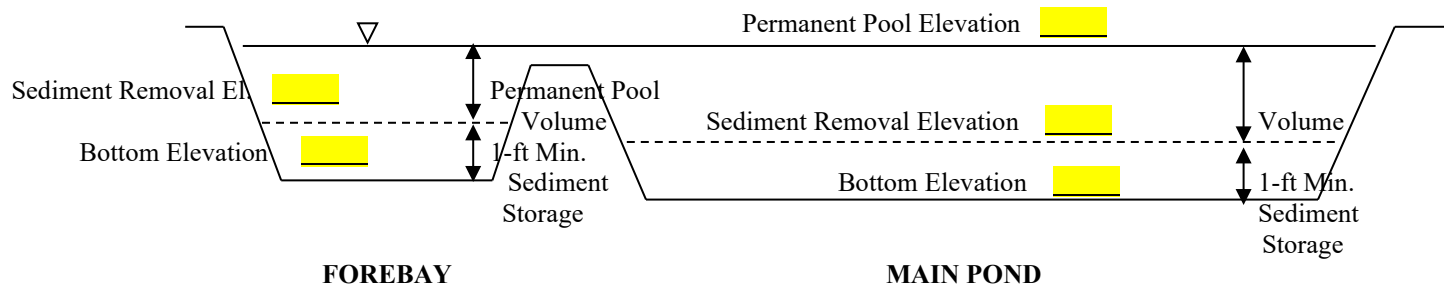 Permanent Pool Elevation
Sediment Removal El.
Permanent Pool
Volume
Sediment Removal Elevation
Volume
Bottom Elevation
1-ft Min.
Sediment
Storage
Bottom Elevation
1-ft Min.
Sediment
Storage
FOREBAY
MAIN POND